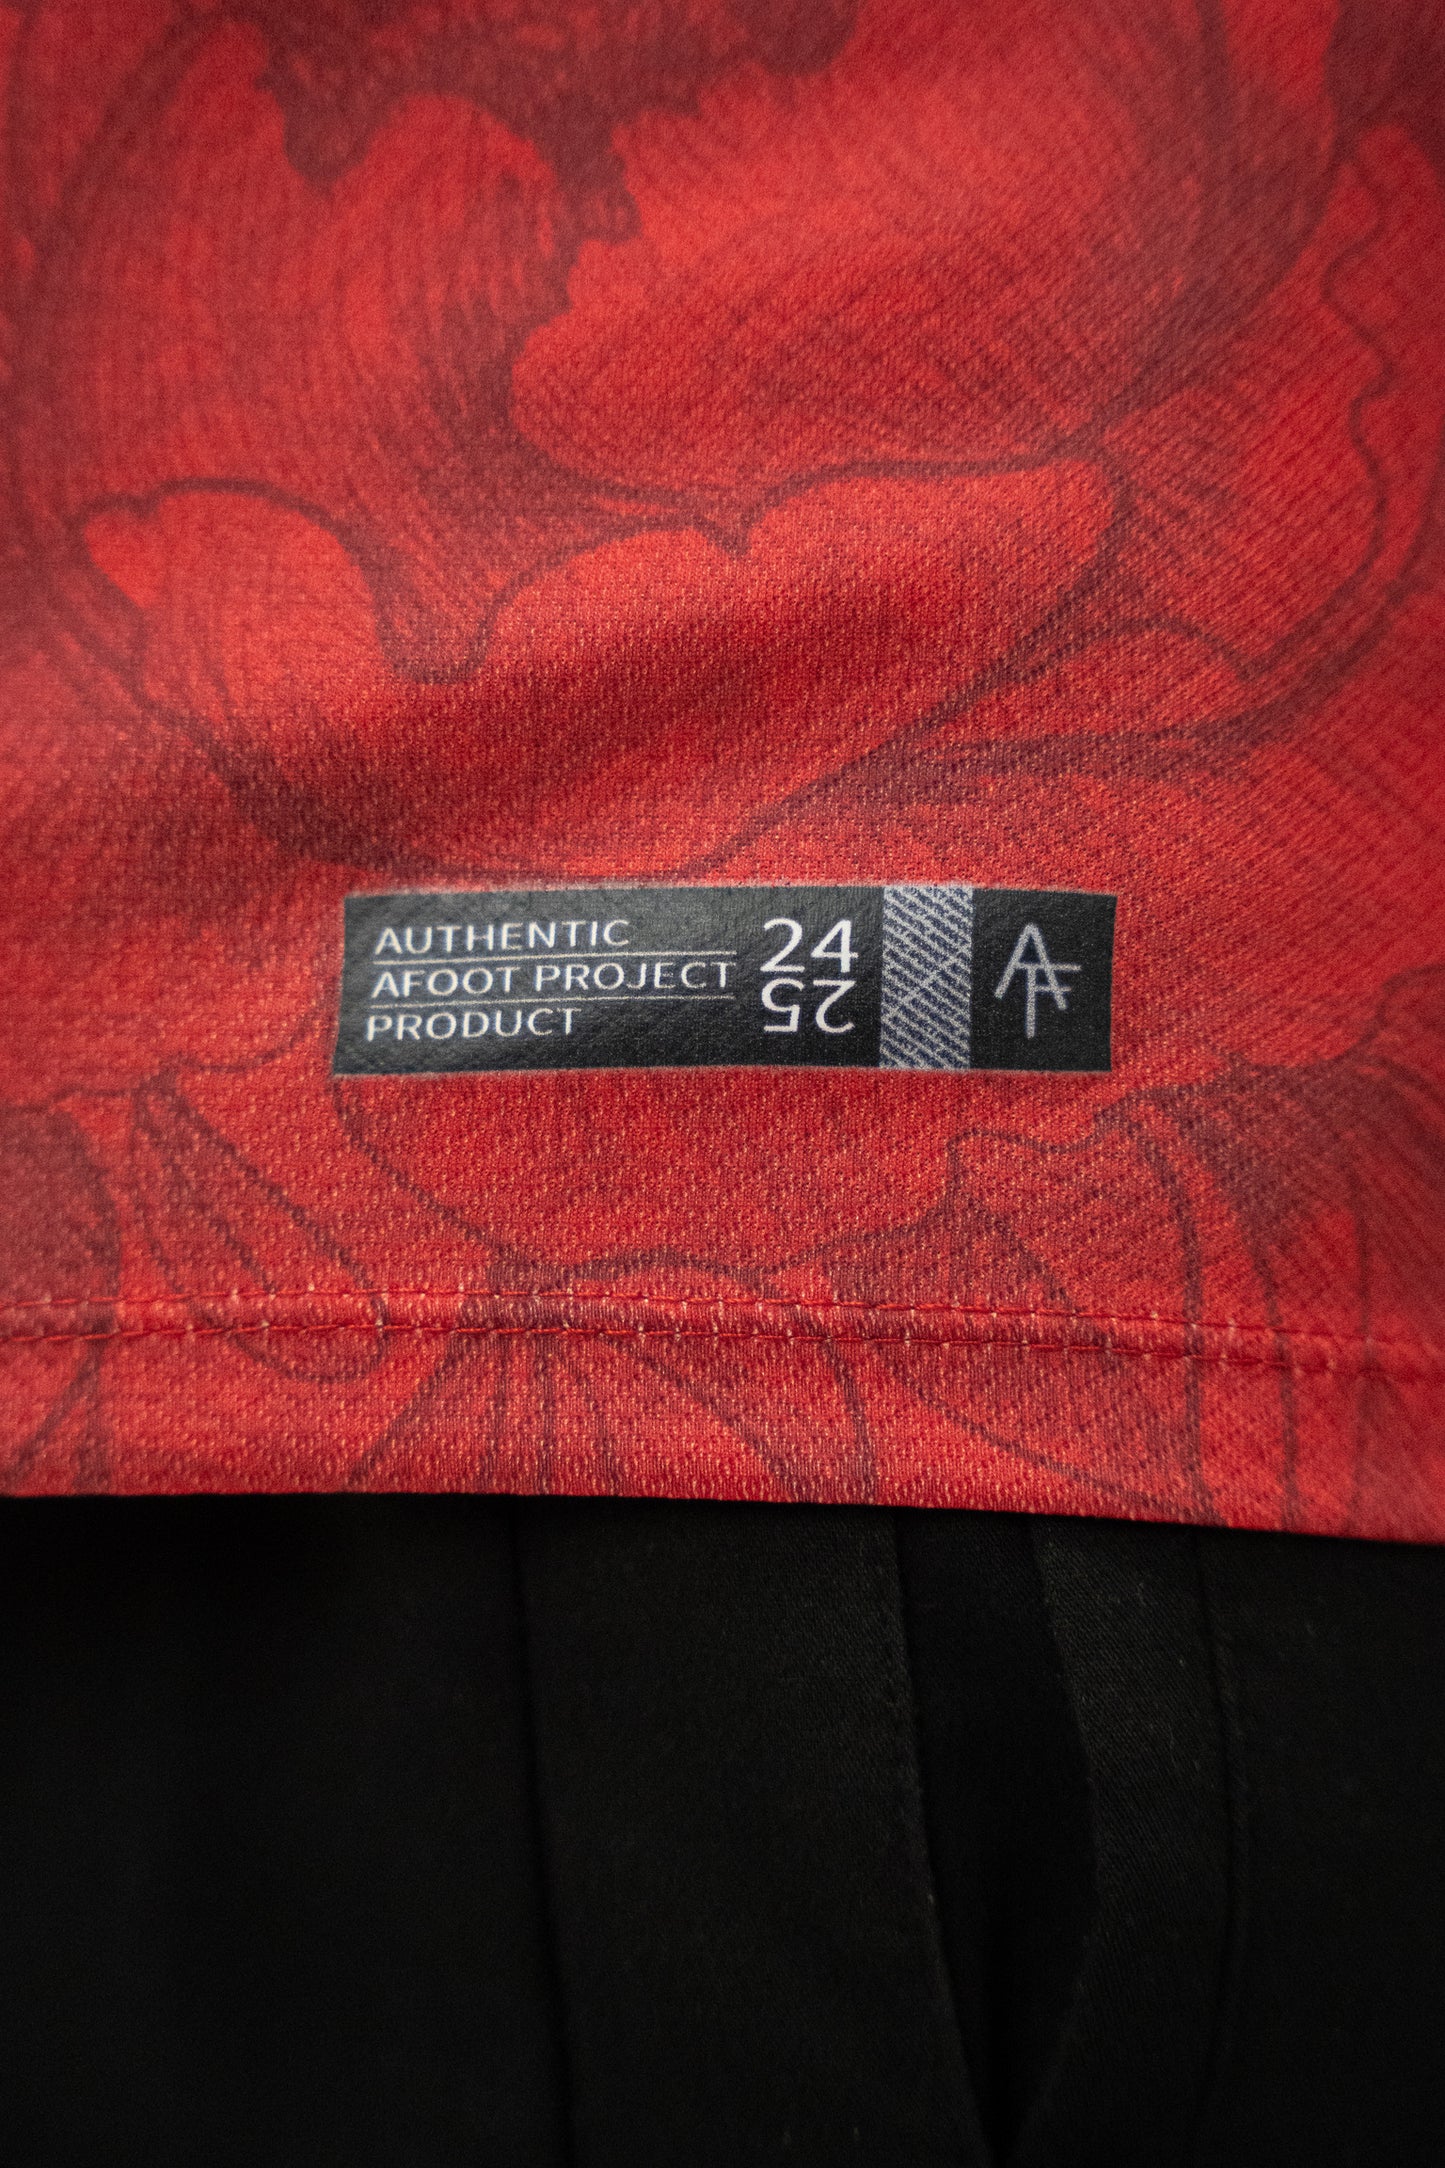 AUTHENTIC
AFOOT PROJECT
PRODUCT
24
25
AF